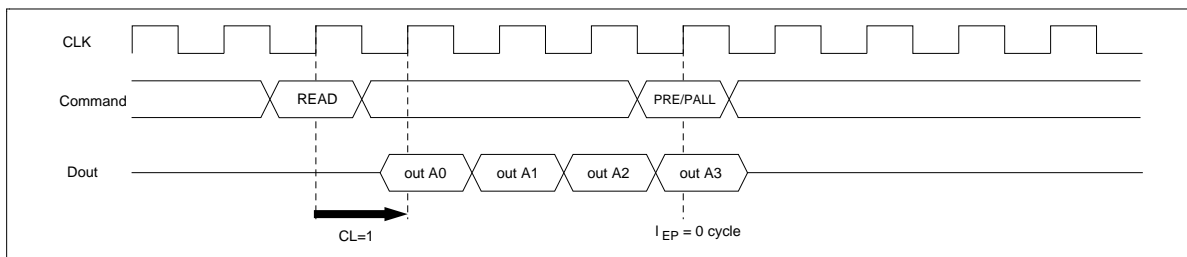 CLK
Command READ PRE/PALL
Dout out A0 out A1 out A2 out A3
CL=1 l EP = 0 cycle